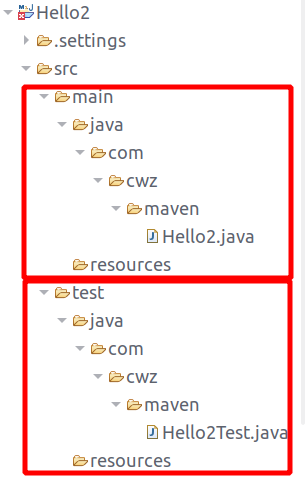 Hello2
.settings
src
main
java
com
cwz
maven
Hello2.java
resources
test
java
com
cwz
maven
Hello2Test.java
resources